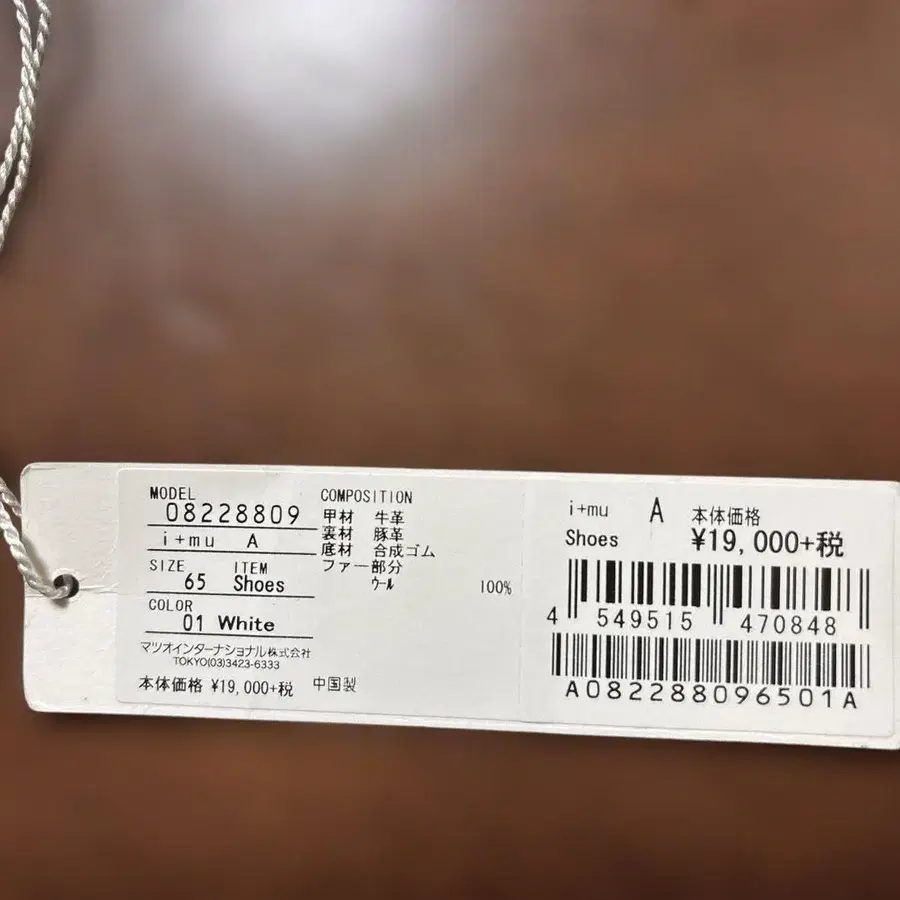 MODEL
08228809
i+mu A
SIZE ITEM
65 Shoes
COLOR
01 White
マツオインターナショナル株式会社
TOKYO(03)3423-6333
本体価格 ¥19,000+税 中国製
COMPOSITION
甲材 牛革
裏材 豚革
底材 合成ゴム
ファー部分
ウール 100%
i+mu A 本体価格
Shoes ¥19,000+税
4 549515 470848
A082288096501A